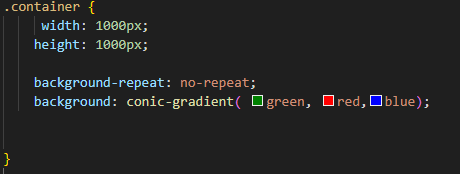 .container {
width: 1000px;
height: 1000px;
background-repeat: no-repeat;
background: conic-gradient( green, red,blue);
}